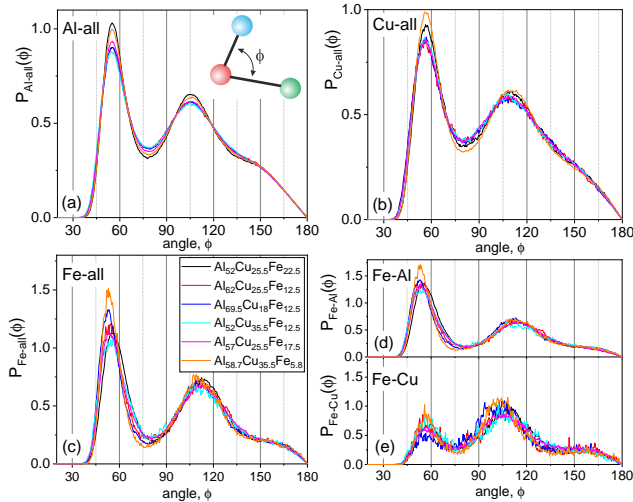 Al-all
ϕ
P_Al-all(ϕ)
1.0
0.5
0.0
(a)
30 60 90 120 150 180
angle, ϕ
Cu-all
P_Cu-all(ϕ)
1.0
0.5
0.0
(b)
30 60 90 120 150 180
angle, ϕ
Fe-all
P_Fe-all(ϕ)
1.5
1.0
0.5
0.0
(c)
Al52Cu25.5Fe22.5
Al62Cu25.5Fe12.5
Al69.5Cu18Fe12.5
Al52Cu35.5Fe12.5
Al57Cu25.5Fe17.5
Al58.7Cu35.5Fe5.8
30 60 90 120 150 180
angle, ϕ
Fe-Al
P_Fe-Al(ϕ)
1.5
1.0
0.5
0.0
(d)
Fe-Cu
P_Fe-Cu(ϕ)
1.5
1.0
0.5
0.0
(e)
30 60 90 120 150 180
angle, ϕ